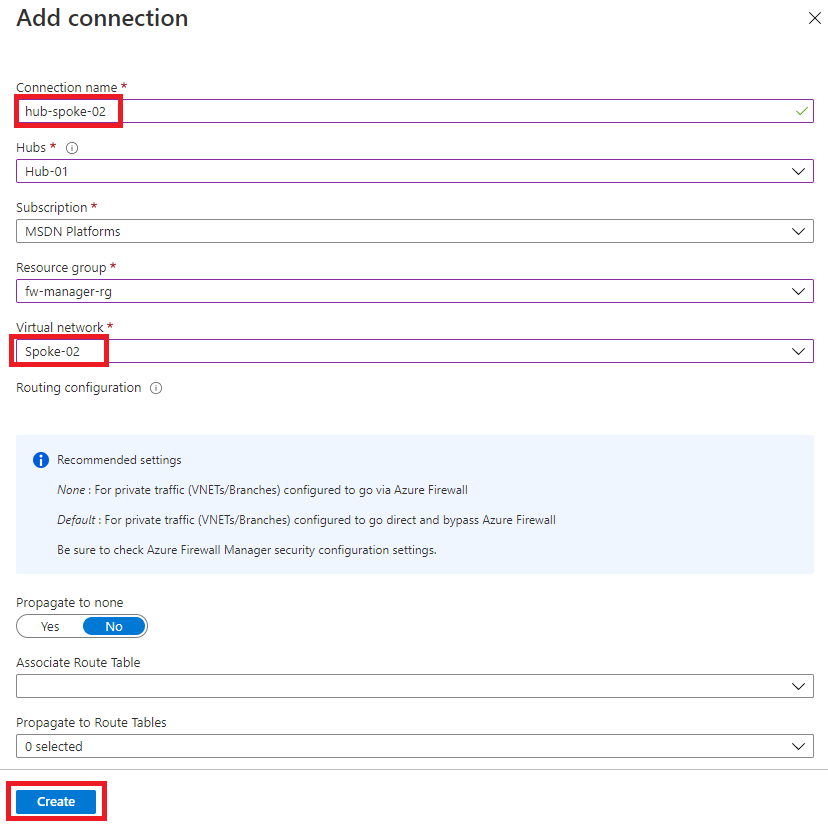 Add connection
Connection name *
hub-spoke-02
Hubs *
Hub-01
Subscription *
MSDN Platforms
Resource group *
fw-manager-rg
Virtual network *
Spoke-02
Routing configuration
Recommended settings
None : For private traffic (VNETs/Branches) configured to go via Azure Firewall
Default : For private traffic (VNETs/Branches) configured to go direct and bypass Azure Firewall
Be sure to check Azure Firewall Manager security configuration settings.
Propagate to none
Yes No
Associate Route Table
Propagate to Route Tables
0 selected
Create